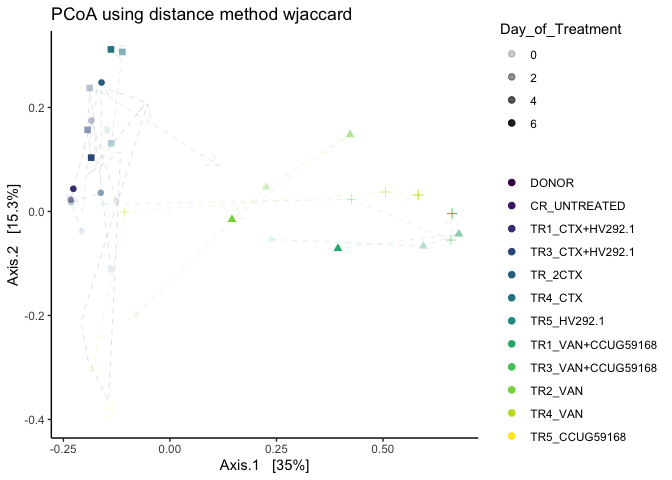 PCoA using distance method wjaccard
Axis.2   [15.3%]
0.2
0.0
-0.2
-0.4
-0.25
0.00
0.25
0.50
Axis.1   [35%]
Day_of_Treatment
0
2
4
6
DONOR
CR_UNTREATED
TR1_CTX+HV292.1
TR3_CTX+HV292.1
TR_2CTX
TR4_CTX
TR5_HV292.1
TR1_VAN+CCUG59168
TR3_VAN+CCUG59168
TR2_VAN
TR4_VAN
TR5_CCUG59168